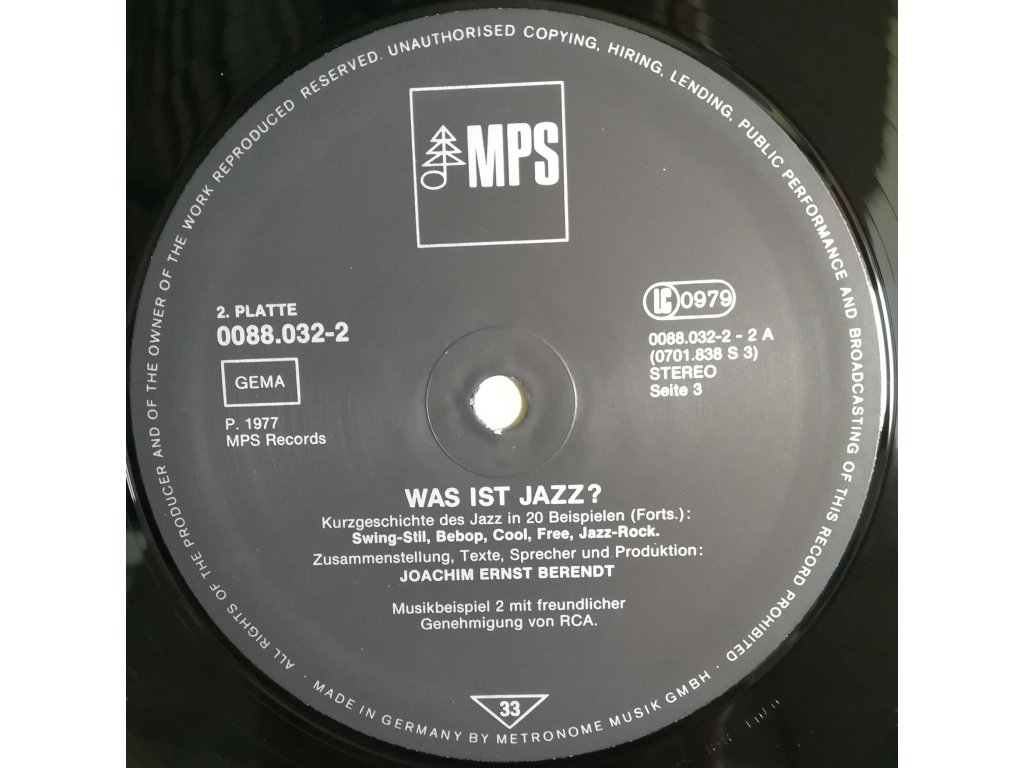 ALL RIGHTS OF THE PRODUCER AND OF THE OWNER OF THE WORK REPRODUCED RESERVED. UNAUTHORISED COPYING, HIRING, LENDING, PUBLIC PERFORMANCE AND BROADCASTING OF THIS RECORD PROHIBITED · MADE IN GERMANY BY METRONOME MUSIK GMBH ·
MPS
2. PLATTE
0088.032-2
GEMA
P. 1977
MPS Records
LC 0979
0088.032-2 - 2 A
(0701.838 S 3)
STEREO
Seite 3
WAS IST JAZZ?
Kurzgeschichte des Jazz in 20 Beispielen (Forts.):
Swing-Stil, Bebop, Cool, Free, Jazz-Rock.
Zusammenstellung, Texte, Sprecher und Produktion:
JOACHIM ERNST BERENDT
Musikbeispiel 2 mit freundlicher
Genehmigung von RCA.
33